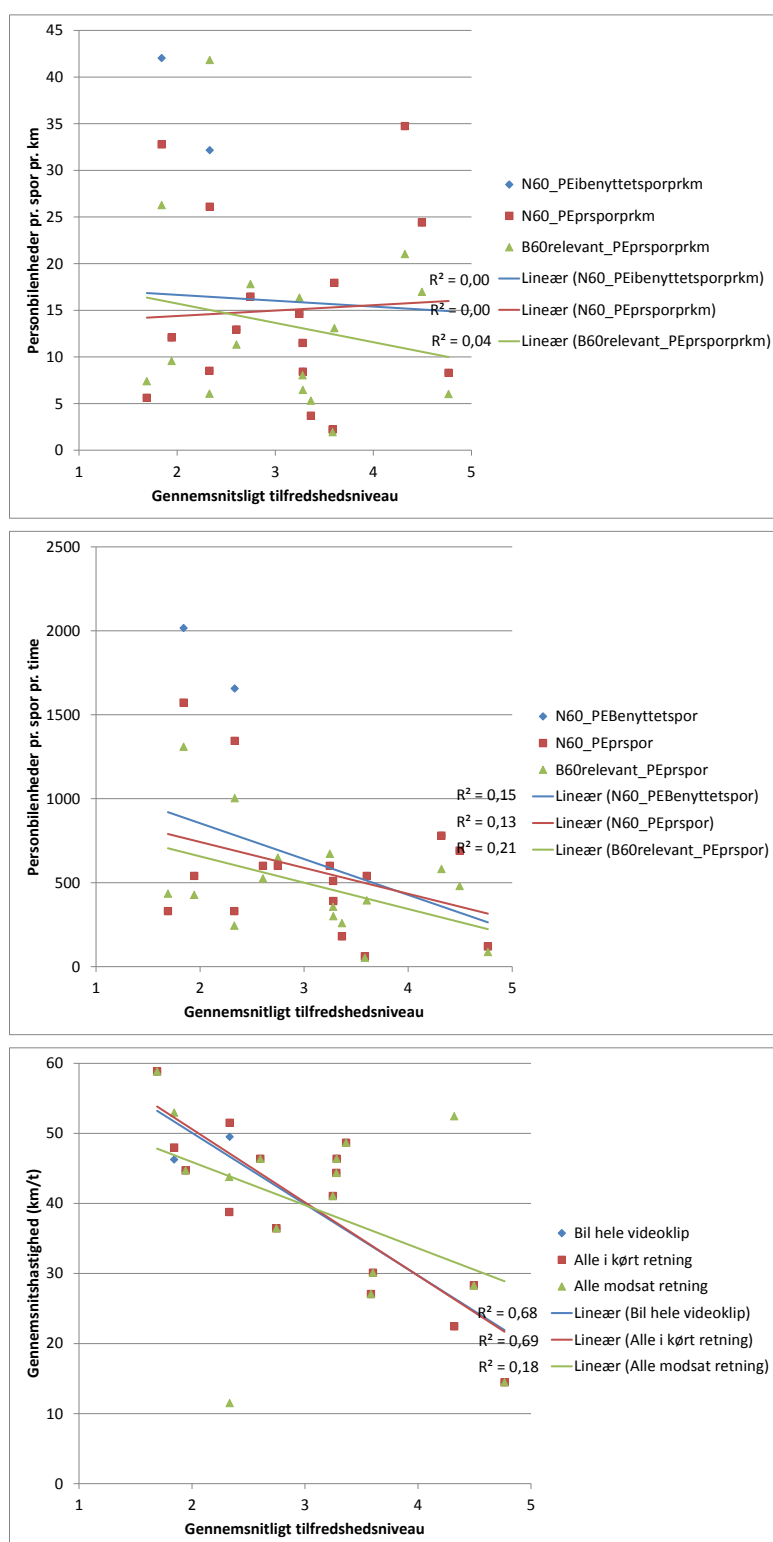 45
40
35
30
25
20
15
10
5
0
1 2 3 4 5
Personbilenheder pr. spor pr. km
Gennemsnitsligt tilfredshedsniveau
R² = 0,00
R² = 0,00
R² = 0,04
N60_PEibenyttetsporprkm
N60_PEprsporprkm
B60relevant_PEprsporprkm
Lineær (N60_PEibenyttetsporprkm)
Lineær (N60_PEprsporprkm)
Lineær (B60relevant_PEprsporprkm)
2500
2000
1500
1000
500
0
1 2 3 4 5
Personbilenheder pr. spor pr. time
Gennemsnitligt tilfredshedsniveau
R² = 0,15
R² = 0,13
R² = 0,21
N60_PEBenyttetspor
N60_PEprspor
B60relevant_PEprspor
Lineær (N60_PEBenyttetspor)
Lineær (N60_PEprspor)
Lineær (B60relevant_PEprspor)
60
50
40
30
20
10
0
1 2 3 4 5
Gennemsnitshastighed (km/t)
Gennemsnitligt tilfredshedsniveau
R² = 0,68
R² = 0,69
R² = 0,18
Bil hele videoklip
Alle i kørt retning
Alle modsat retning
Lineær (Bil hele videoklip)
Lineær (Alle i kørt retning)
Lineær (Alle modsat retning)